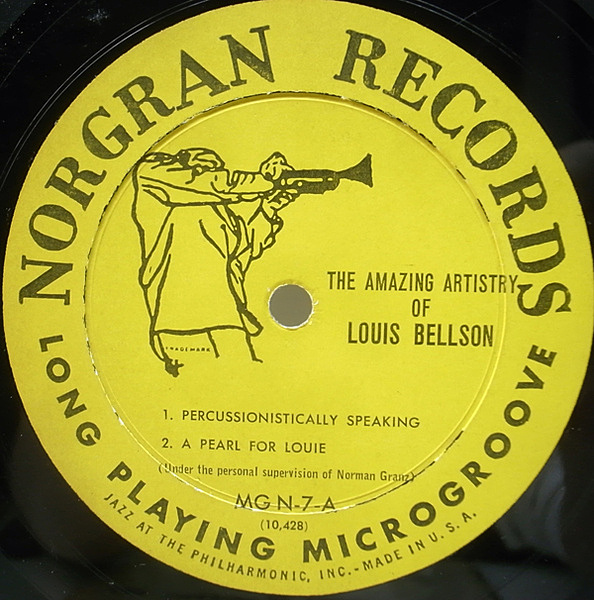 NORGRAN RECORDS
TRADEMARK
THE AMAZING ARTISTRY
OF
LOUIS BELLSON
1. PERCUSSIONISTICALLY SPEAKING
2. A PEARL FOR LOUIE
(Under the personal supervision of Norman Granz)
MG N-7-A
(10,428)
LONG PLAYING MICROGROOVE
JAZZ AT THE PHILHARMONIC, INC.-MADE IN U.S.A.